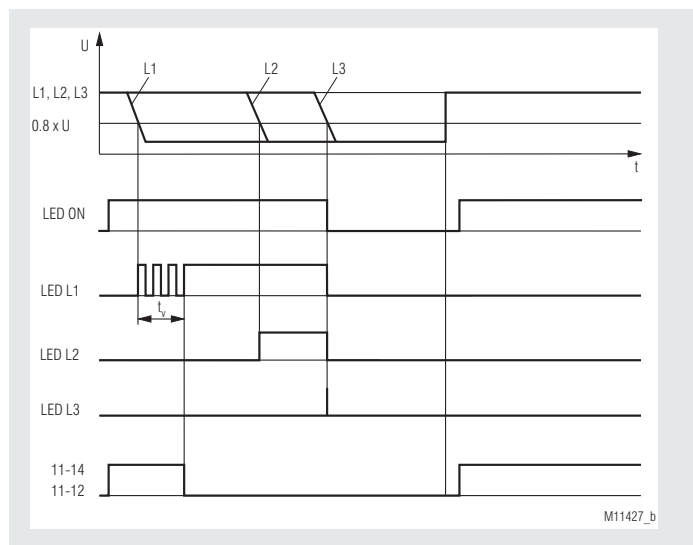 U
L1 L2 L3
L1, L2, L3
0.8 x U
t
LED ON
LED L1
tv
LED L2
LED L3
11-14
11-12
M11427_b